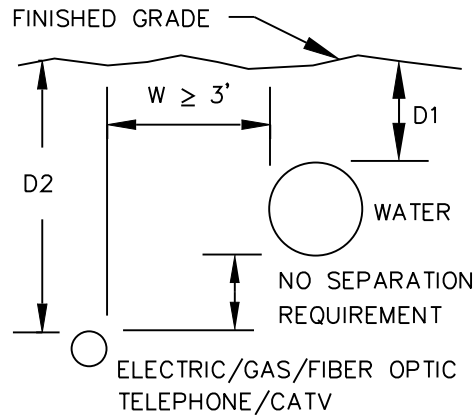 FINISHED GRADE
W ≥ 3'
D1
D2
WATER
NO SEPARATION
REQUIREMENT
ELECTRIC/GAS/FIBER OPTIC
TELEPHONE/CATV